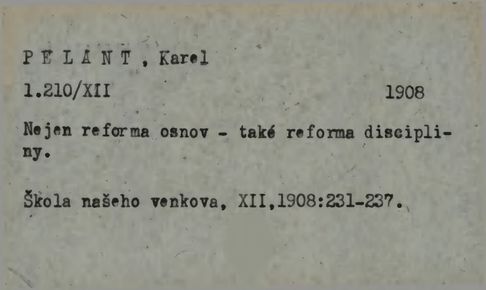 PELANT, Karel
1.210/XII 1908
Nejen reforma osnov - také reforma discipli-
ny.
Škola našeho venkova, XII,1908:231-237.